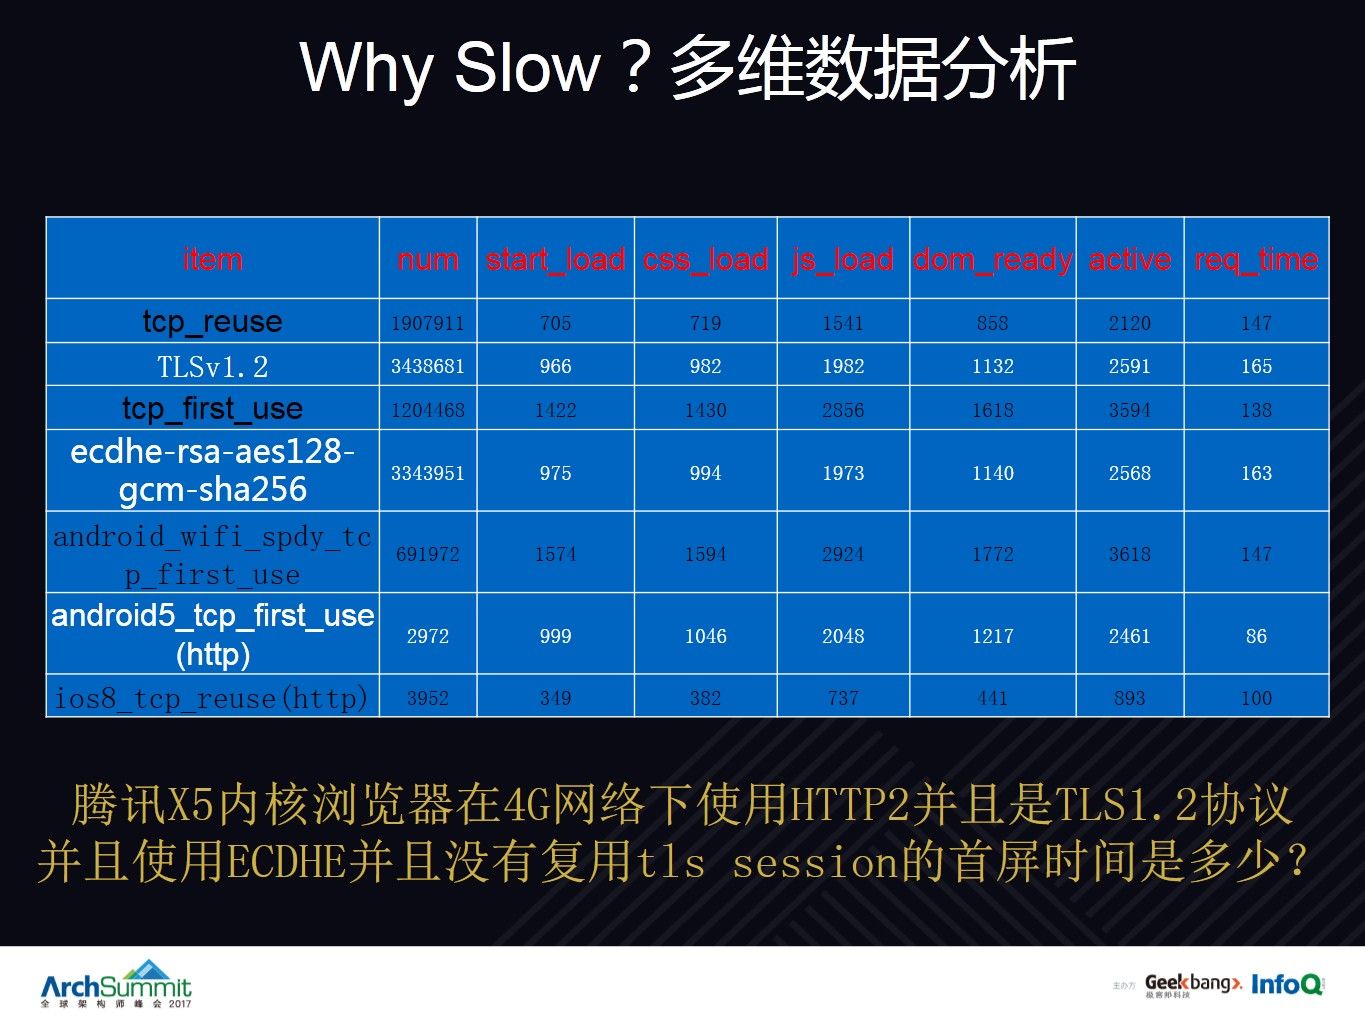 Why Slow？多维数据分析
item num start_load css_load js_load dom_ready active req_time
tcp_reuse 1907911 705 719 1541 858 2120 147
TLSv1.2 3438681 966 982 1982 1132 2591 165
tcp_first_use 1204468 1422 1430 2856 1618 3594 138
ecdhe-rsa-aes128-
gcm-sha256 3343951 975 994 1973 1140 2568 163
android_wifi_spdy_tc
p_first_use 691972 1574 1594 2924 1772 3618 147
android5_tcp_first_use
(http) 2972 999 1046 2048 1217 2461 86
ios8_tcp_reuse(http) 3952 349 382 737 441 893 100
腾讯X5内核浏览器在4G网络下使用HTTP2并且是TLS1.2协议
并且使用ECDHE并且没有复用tls session的首屏时间是多少？
ArchSummit
全球架构师峰会2017
主办方 Geekbang>. InfoQ
极客邦科技